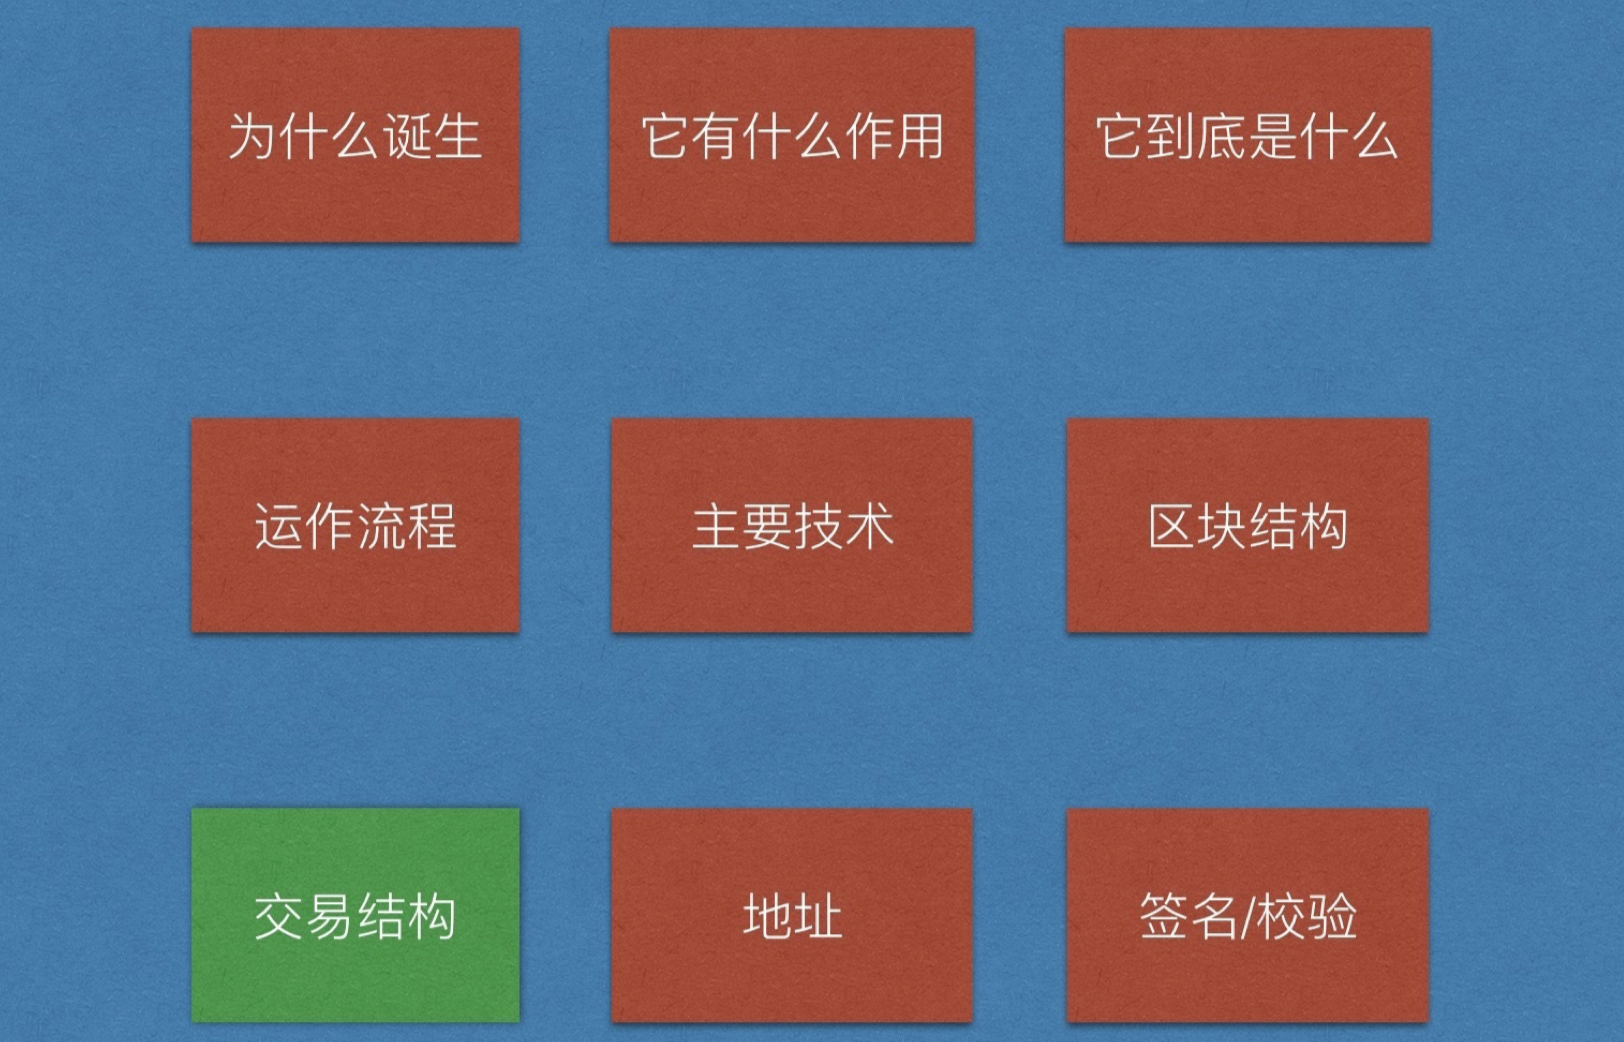 为什么诞生
它有什么作用
它到底是什么
运作流程
主要技术
区块结构
交易结构
地址
签名/校验